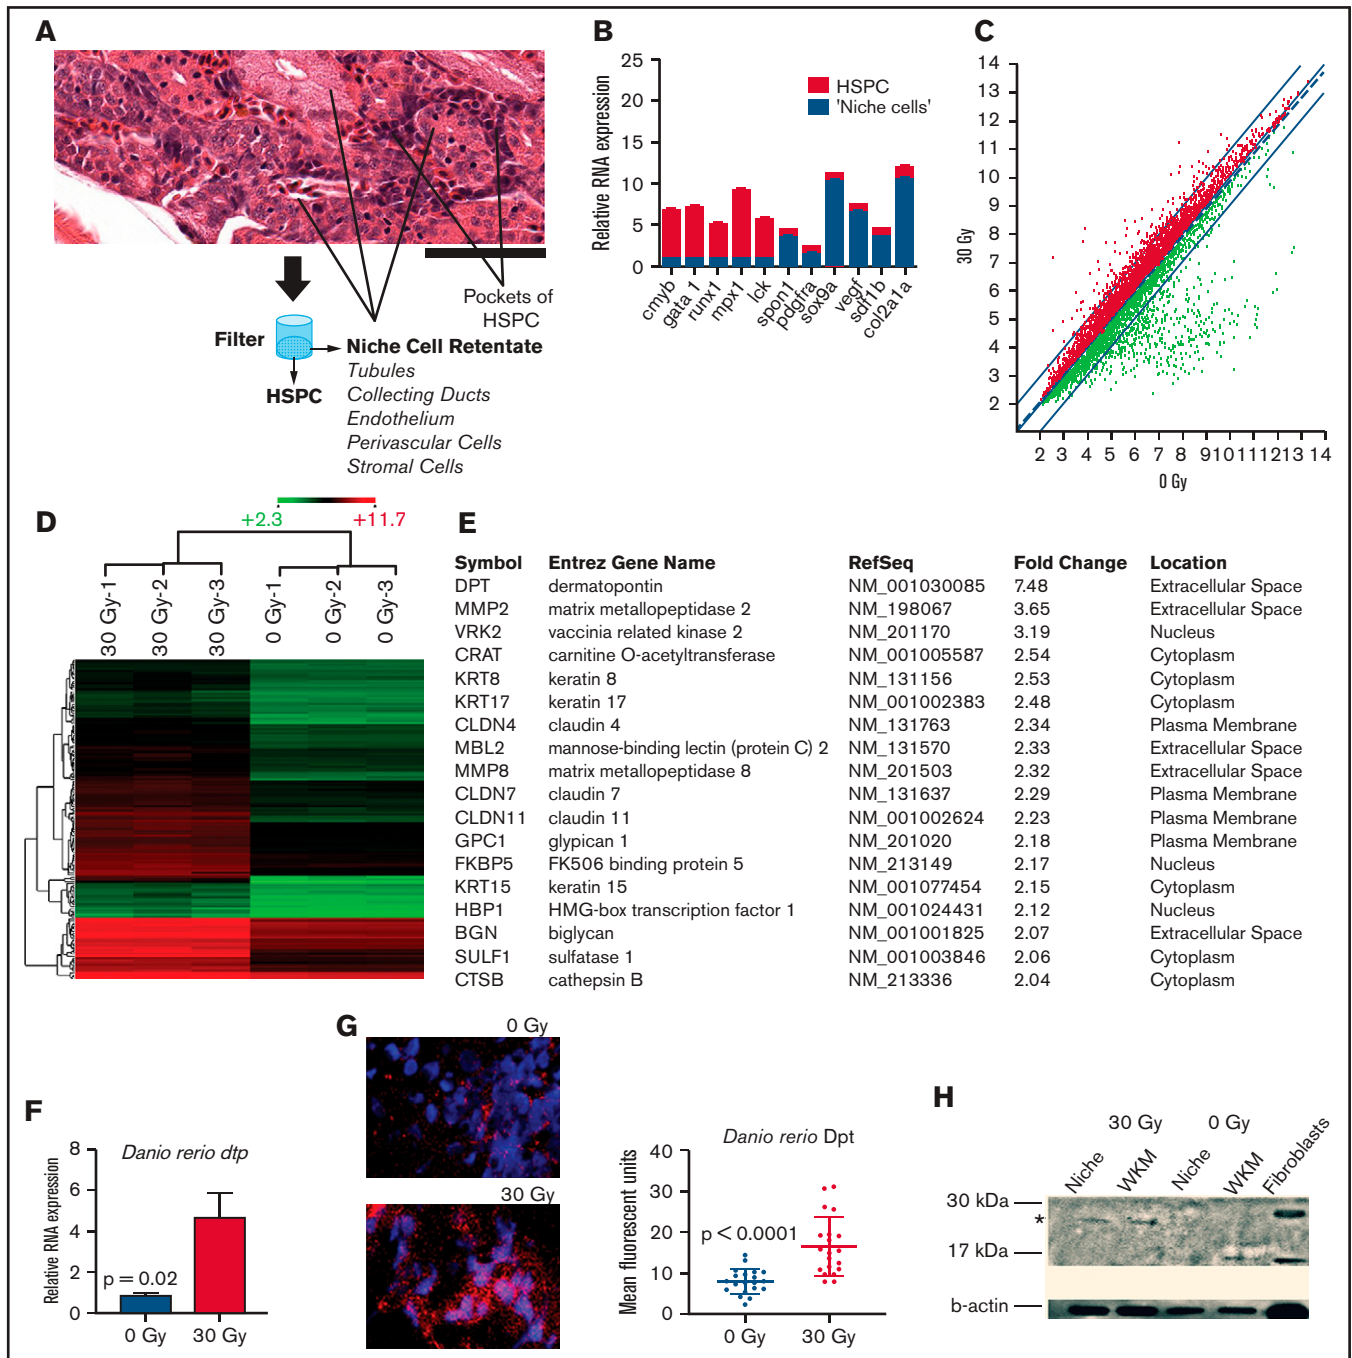 A
Filter
HSPC
Niche Cell Retentate
Tubules
Collecting Ducts
Endothelium
Perivascular Cells
Stromal Cells
Pockets of
HSPC
B
Relative RNA expression
25
20
15
10
5
0
HSPC
'Niche cells'
cmyb
gata 1
runx1
mpx1
lck
spon1
pdgfra
sox9a
vegf
sdf1b
col2a1a
C
30 Gy
14
13
12
11
10
9
8
7
6
5
4
3
2
2 3 4 5 6 7 8 9 10 11 12 13 14
0 Gy
D
+2.3 +11.7
30 Gy-1
30 Gy-2
30 Gy-3
0 Gy-1
0 Gy-2
0 Gy-3
E
Symbol Entrez Gene Name RefSeq Fold Change Location
DPT dermatopontin NM_001030085 7.48 Extracellular Space
MMP2 matrix metallopeptidase 2 NM_198067 3.65 Extracellular Space
VRK2 vaccinia related kinase 2 NM_201170 3.19 Nucleus
CRAT carnitine O-acetyltransferase NM_001005587 2.54 Cytoplasm
KRT8 keratin 8 NM_131156 2.53 Cytoplasm
KRT17 keratin 17 NM_001002383 2.48 Cytoplasm
CLDN4 claudin 4 NM_131763 2.34 Plasma Membrane
MBL2 mannose-binding lectin (protein C) 2 NM_131570 2.33 Extracellular Space
MMP8 matrix metallopeptidase 8 NM_201503 2.32 Extracellular Space
CLDN7 claudin 7 NM_131637 2.29 Plasma Membrane
CLDN11 claudin 11 NM_001002624 2.23 Plasma Membrane
GPC1 glypican 1 NM_201020 2.18 Plasma Membrane
FKBP5 FK506 binding protein 5 NM_213149 2.17 Nucleus
KRT15 keratin 15 NM_001077454 2.15 Cytoplasm
HBP1 HMG-box transcription factor 1 NM_001024431 2.12 Nucleus
BGN biglycan NM_001001825 2.07 Extracellular Space
SULF1 sulfatase 1 NM_001003846 2.06 Cytoplasm
CTSB cathepsin B NM_213336 2.04 Cytoplasm
F
Relative RNA expression
8
6
4
2
0
Danio rerio dtp
p = 0.02
0 Gy 30 Gy
G
0 Gy
30 Gy
Mean fluorescent units
40
30
20
10
0
Danio rerio Dpt
p < 0.0001
0 Gy 30 Gy
H
30 Gy 0 Gy
Niche
WKM
Niche
WKM
Fibroblasts
30 kDa
*
17 kDa
b-actin